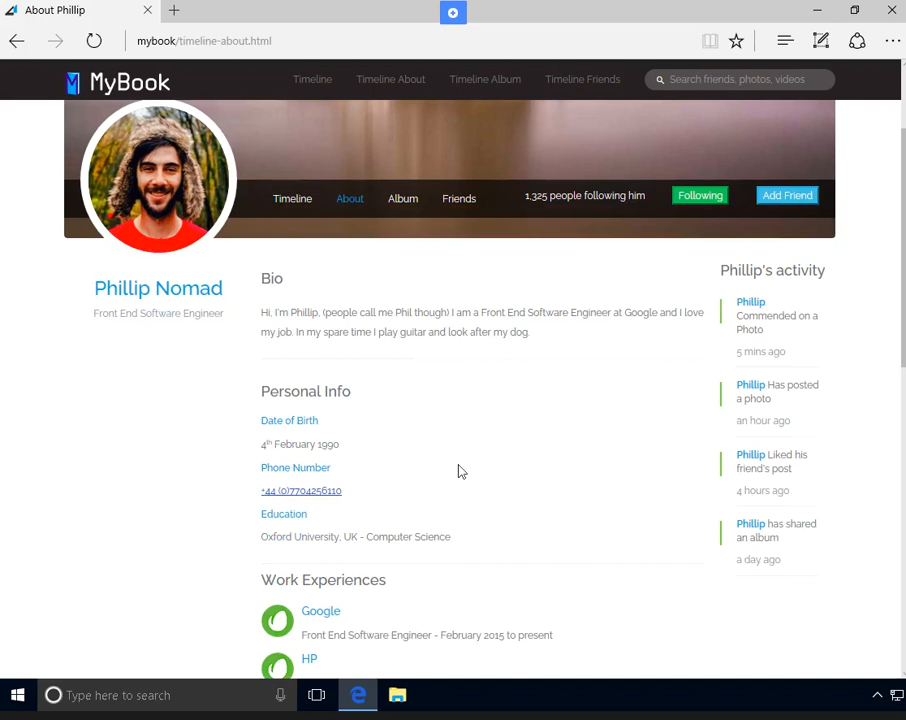 About Phillip
mybook/timeline-about.html
MyBook
Timeline
Timeline About
Timeline Album
Timeline Friends
Search friends, photos, videos
Timeline
About
Album
Friends
1,325 people following him
Following
Add Friend
Phillip Nomad
Front End Software Engineer
Bio
Hi, I'm Phillip, (people call me Phil though) I am a Front End Software Engineer at Google and I love
my job. In my spare time I play guitar and look after my dog.
Personal Info
Date of Birth
4th February 1990
Phone Number
+44 (0)7704256110
Education
Oxford University, UK - Computer Science
Work Experiences
Google
Front End Software Engineer - February 2015 to present
HP
Phillip's activity
Phillip
Commended on a
Photo
5 mins ago
Phillip Has posted
a photo
an hour ago
Phillip Liked his
friend's post
4 hours ago
Phillip has shared
an album
a day ago
Type here to search